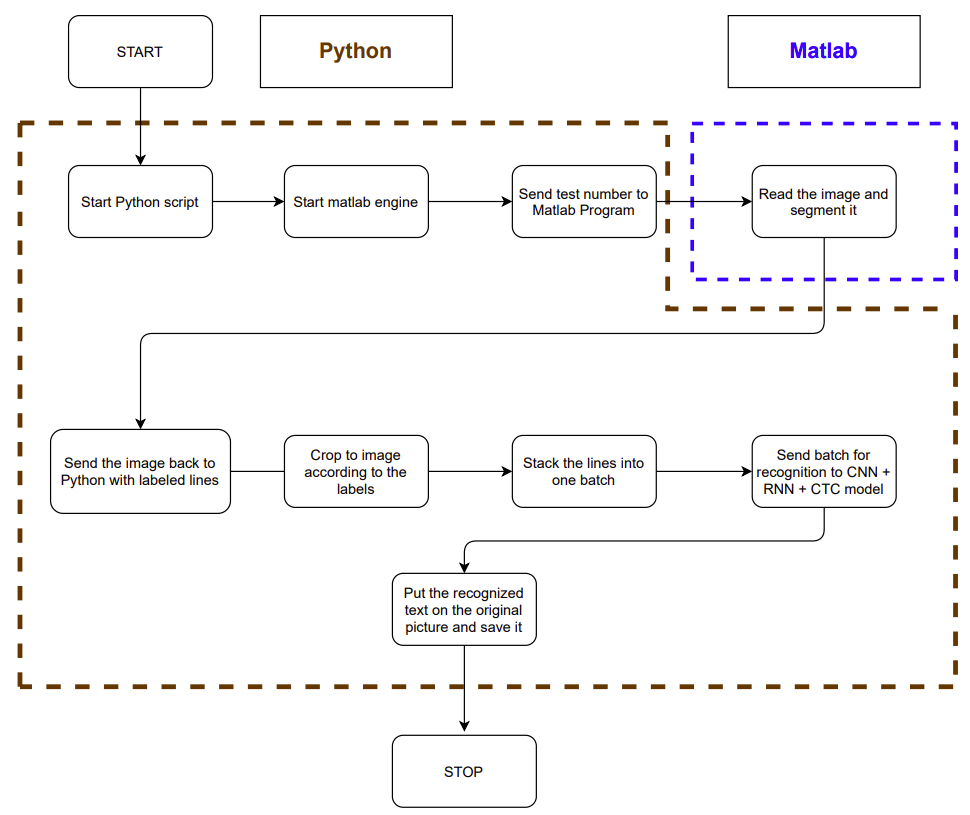 START
Python
Matlab
Start Python script
Start matlab engine
Send test number to
Matlab Program
Read the image and
segment it
Send the image back to
Python with labeled lines
Crop to image
according to the
labels
Stack the lines into
one batch
Send batch for
recognition to CNN +
RNN + CTC model
Put the recognized
text on the original
picture and save it
STOP